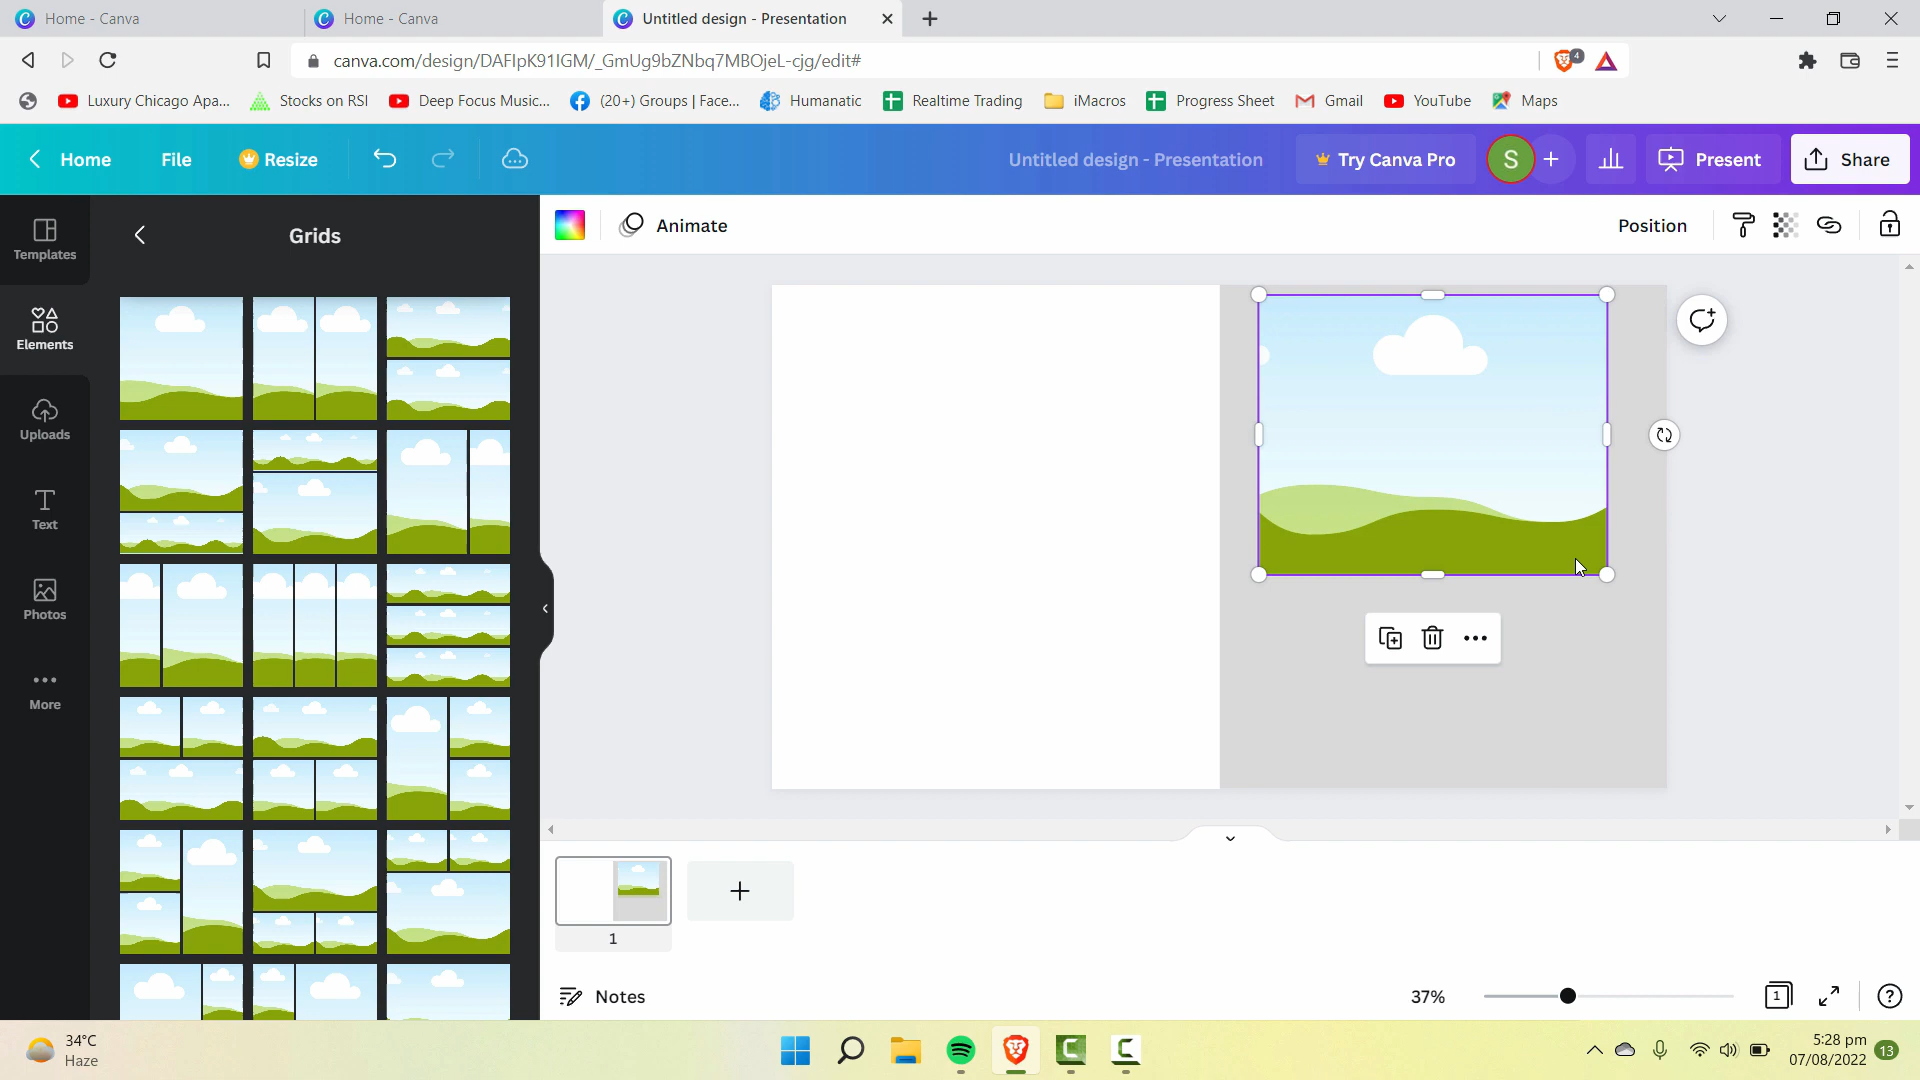 Home - Canva
Home - Canva
Untitled design - Presentation
canva.com/design/DAFIpK91IGM/_GmUg9bZNbq7MBOjeL-cjg/edit#
4
Luxury Chicago Apa...
Stocks on RSI
Deep Focus Music...
(20+) Groups | Face...
Humanatic
Realtime Trading
iMacros
Progress Sheet
Gmail
YouTube
Maps
Home
File
Resize
Untitled design - Presentation
Try Canva Pro
S
Present
Share
Templates
Grids
Animate
Position
Elements
Uploads
Text
Photos
More
1
Notes
37%
1
34°C
Haze
5:28 pm
07/08/2022
13